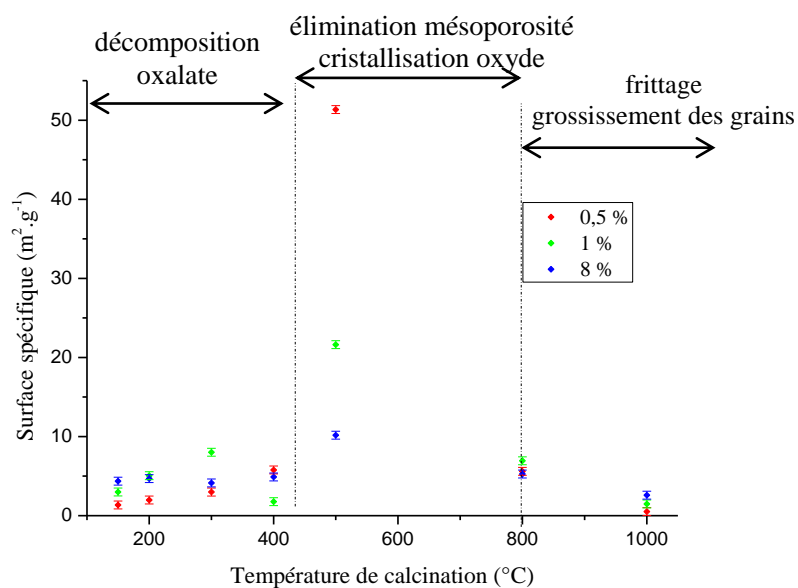 décomposition
oxalate
élimination mésoporosité
cristallisation oxyde
frittage
grossissement des grains
50
40
30
20
10
0
Surface spécifique (m².g⁻¹)
0,5 %
1 %
8 %
200
400
600
800
1000
Température de calcination (°C)